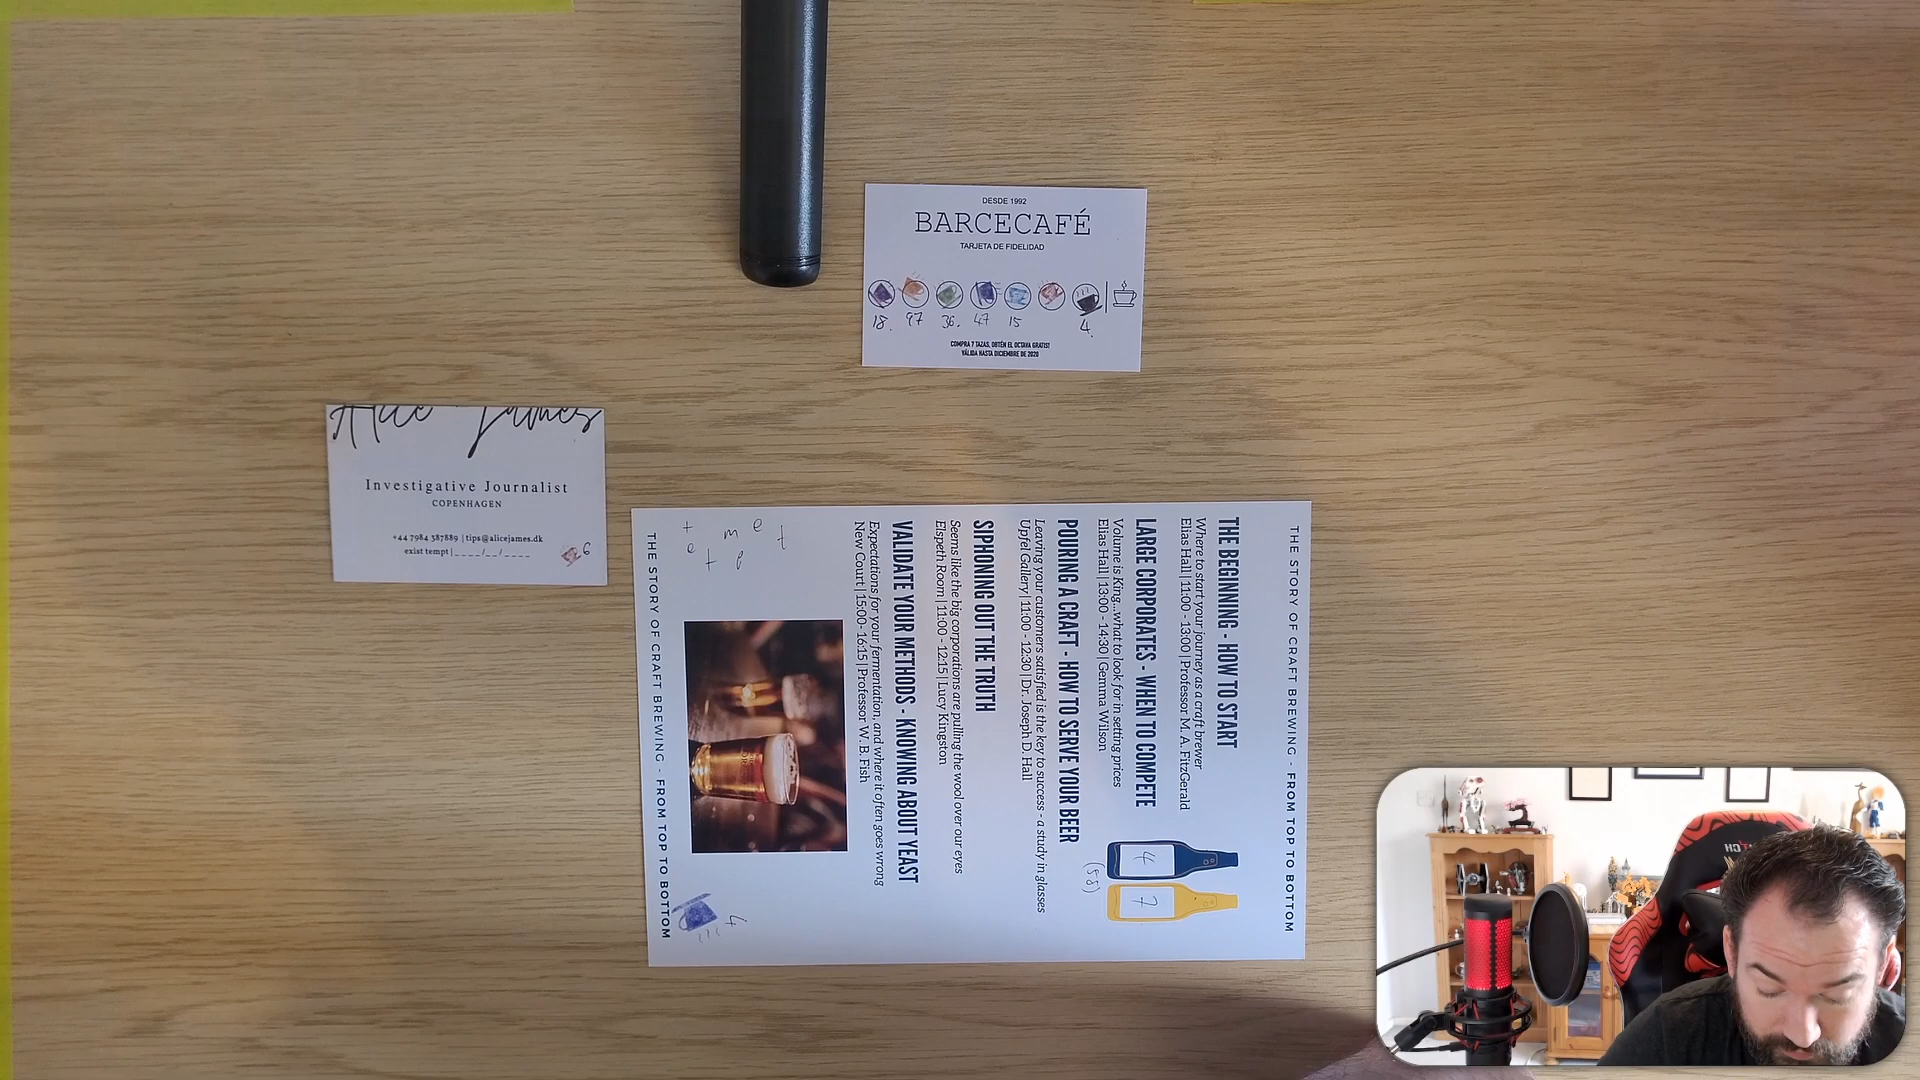 DESDE 1992
BARCECAFÉ
TARJETA DE FIDELIDAD
18. 97 36. 47 15 4.
COMPRA 7 TAZAS, OBTÉN EL OCTAVA GRATIS!
VÁLIDA HASTA DICIEMBRE DE 2020
Alice James
Investigative Journalist
COPENHAGEN
+44 7984 387889 | tips@alicejames.dk
exist tempt | _ _ _ _ / _ _ / _ _ _ _
6
THE STORY OF CRAFT BREWING - FROM TOP TO BOTTOM
THE BEGINNING - HOW TO START
Where to start your journey as a craft brewer
Elias Hall | 11:00 - 13:00 | Professor M. A. FitzGerald
LARGE CORPORATES - WHEN TO COMPETE
Volume is King...what to look for in setting prices
Elias Hall | 13:00 - 14:30 | Gemma Wilson
4
7
(58)
POURING A CRAFT - HOW TO SERVE YOUR BEER
Leaving your customers satisfied is the key to success - a study in glasses
Upfel Gallery | 11:00 - 12:30 | Dr. Joseph D. Hall
SIPHONING OUT THE TRUTH
Seems like the big corporations are pulling the wool over our eyes
Elspeth Room | 11:00 - 12:15 | Lucy Kingston
VALIDATE YOUR METHODS - KNOWING ABOUT YEAST
Expectations for your fermentation, and where it often goes wrong
New Court | 15:00 - 16:15 | Professor W. B. Fish
t
e
m e
t
t e
4
THE STORY OF CRAFT BREWING - FROM TOP TO BOTTOM